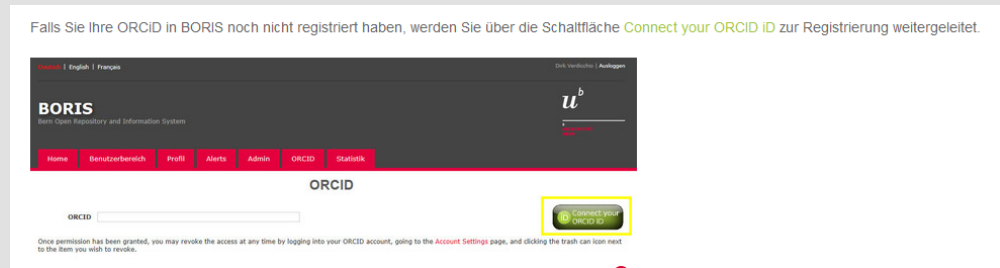 Falls Sie Ihre ORCiD in BORIS noch nicht registriert haben, werden Sie über die Schaltfläche Connect your ORCID iD zur Registrierung weitergeleitet.
| English | Français
| Ausloggen
BORIS
Bern Open Repository and Information System
u^b
Home Benutzerbereich Profil Alerts Admin ORCID Statistik
ORCID
ORCID
iD Connect your
ORCID iD
Once permission has been granted, you may revoke the access at any time by logging into your ORCID account, going to the Account Settings page, and clicking the trash can icon next
to the item you wish to revoke.